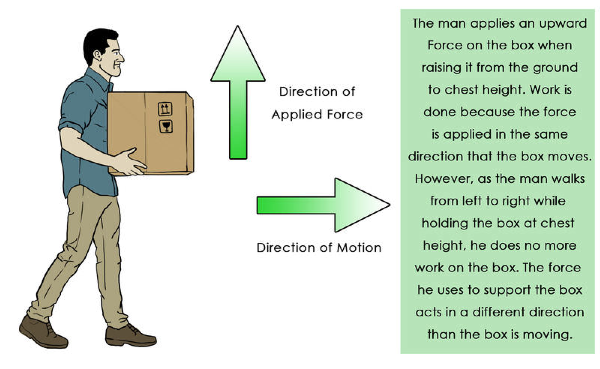 Direction of
Applied Force
Direction of Motion
The man applies an upward
Force on the box when
raising it from the ground
to chest height. Work is
done because the force
is applied in the same
direction that the box moves.
However, as the man walks
from left to right while
holding the box at chest
height, he does no more
work on the box. The force
he uses to support the box
acts in a different direction
than the box is moving.